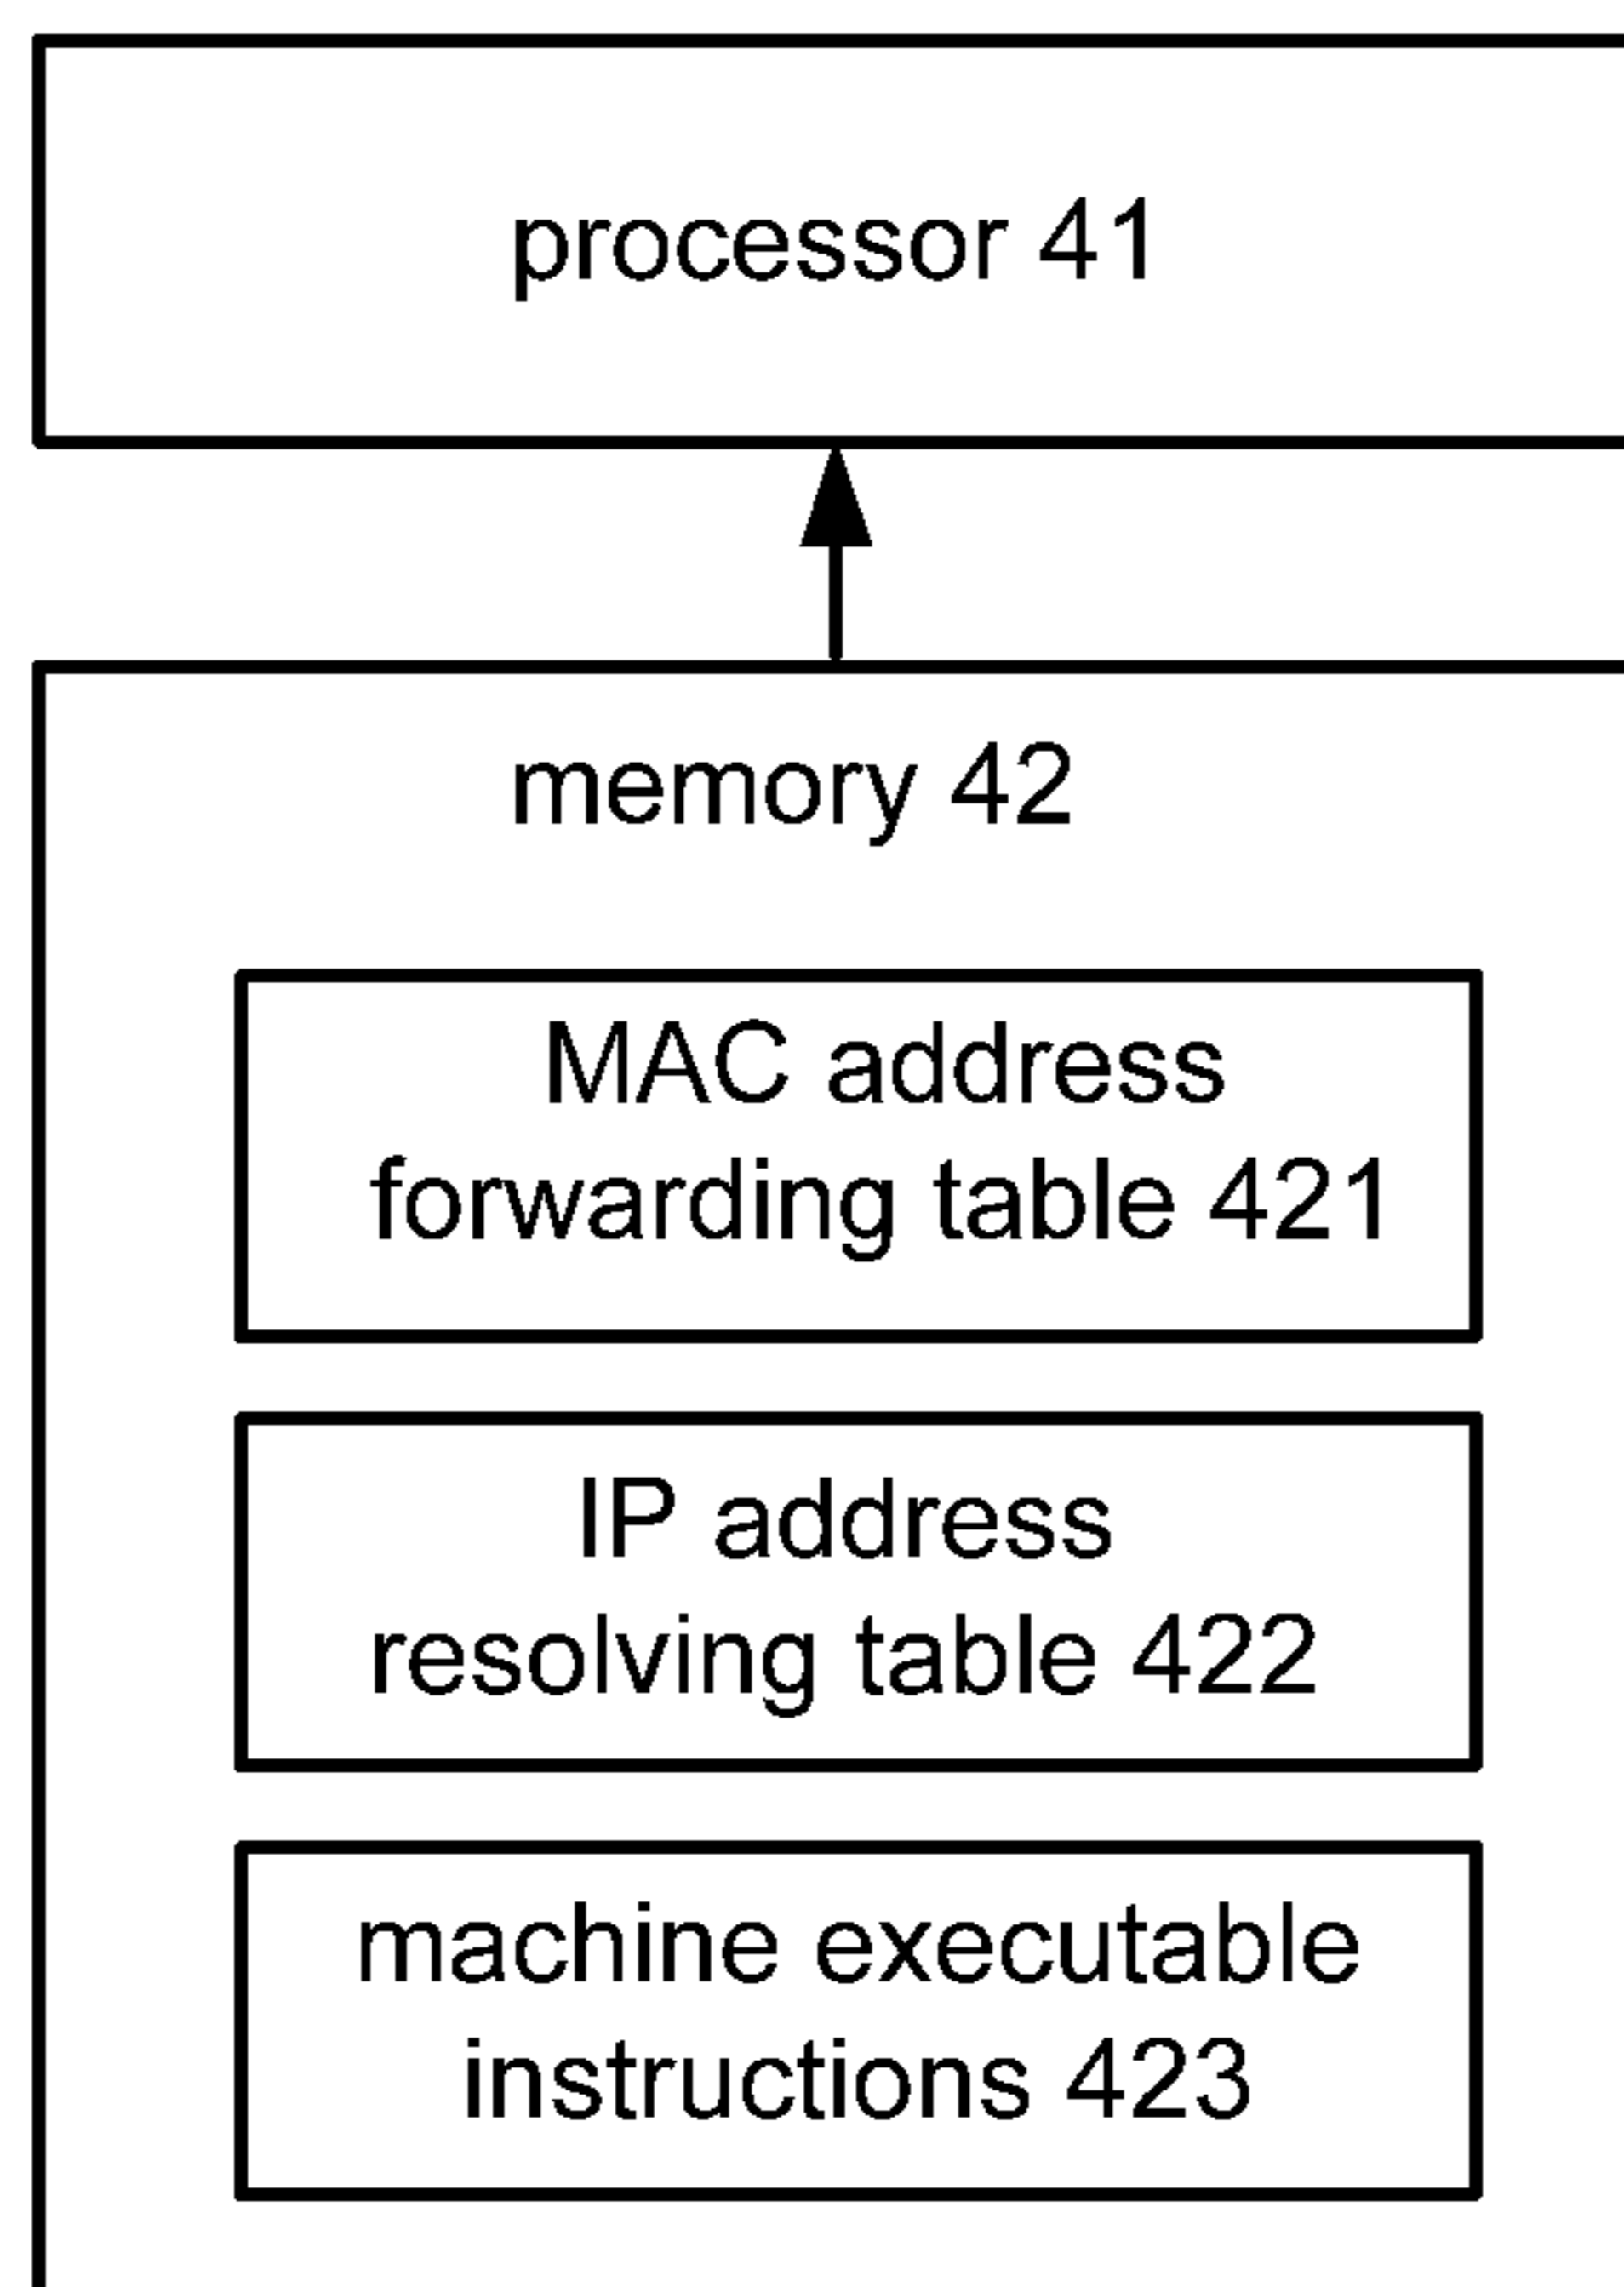 processor 41
memory 42
MAC address
forwarding table 421
IP address
resolving table 422
machine executable
instructions 423